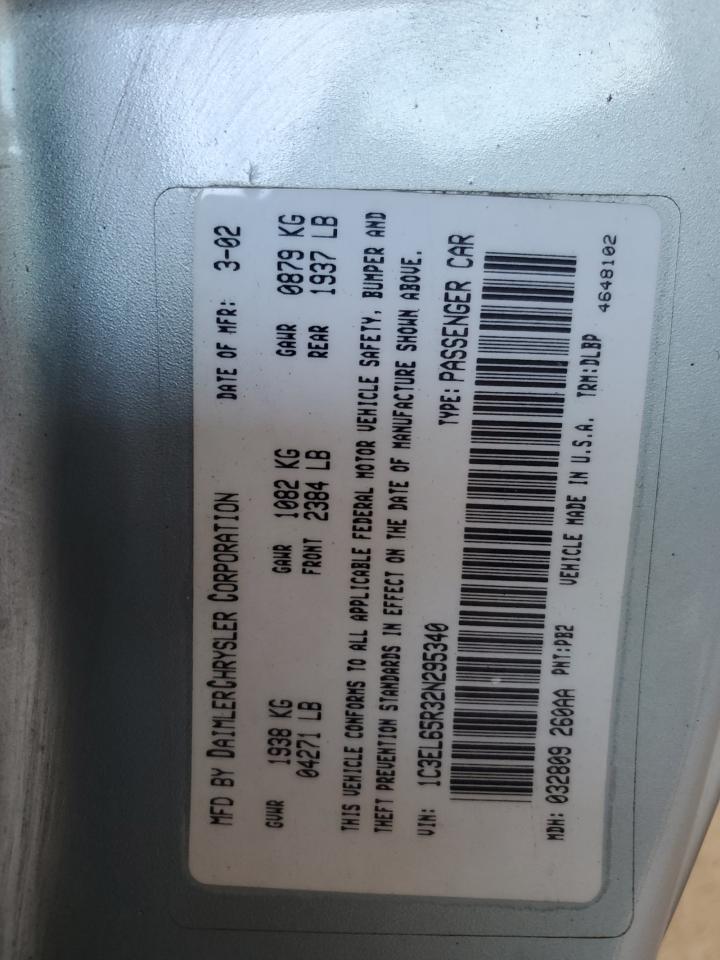 MFD BY DAIMLERCHRYSLER CORPORATION DATE OF MFR: 3-02
GVWR 1938 KG GAWR 1082 KG GAWR 0879 KG
04271 LB FRONT 2384 LB REAR 1937 LB
THIS VEHICLE CONFORMS TO ALL APPLICABLE FEDERAL MOTOR VEHICLE SAFETY, BUMPER AND
THEFT PREVENTION STANDARDS IN EFFECT ON THE DATE OF MANUFACTURE SHOWN ABOVE.
VIN: 1C3EL65R32N295340 TYPE: PASSENGER CAR
MDH: 032809 260AA PNT:PB2 VEHICLE MADE IN U.S.A. TRM:DLBP
4648102